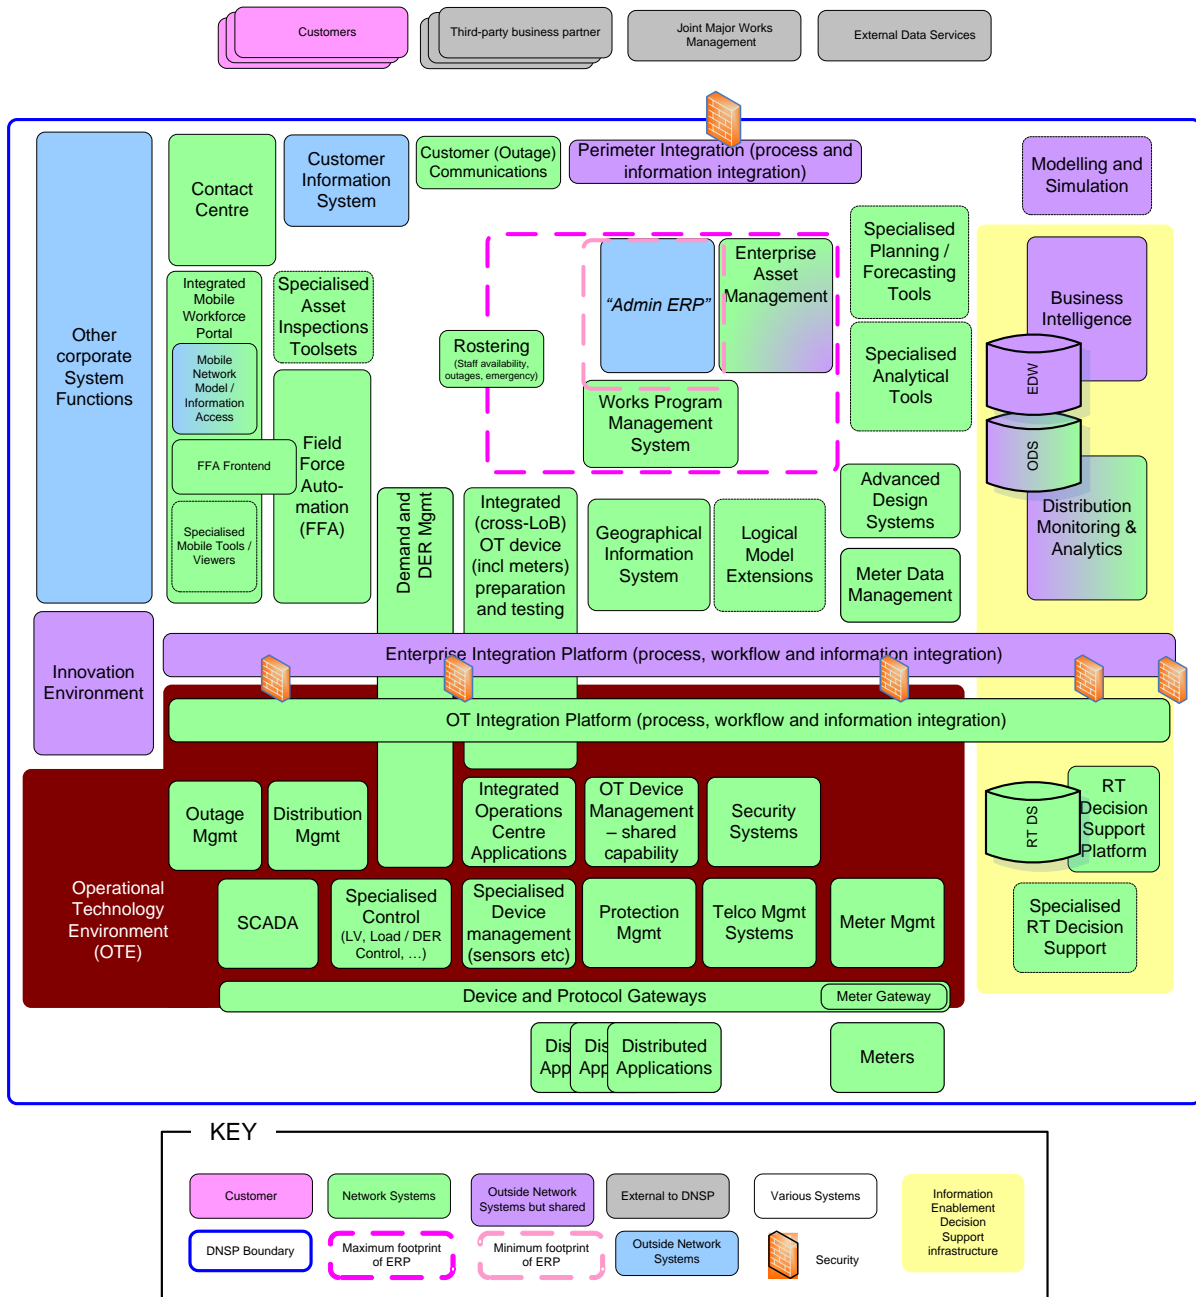 Customers
Third-party business partner
Joint Major Works
Management
External Data Services
Other
corporate
System
Functions
Contact
Centre
Customer
Information
System
Customer (Outage)
Communications
Perimeter Integration (process and
information integration)
Modelling and
Simulation
Integrated
Mobile
Workforce
Portal
Mobile
Network
Model /
Information
Access
FFA Frontend
Specialised
Mobile Tools /
Viewers
Specialised
Asset
Inspections
Toolsets
Field
Force
Auto-
mation
(FFA)
Rostering
(Staff availability,
outages, emergency)
“Admin ERP”
Enterprise
Asset
Management
Works Program
Management
System
Specialised
Planning /
Forecasting
Tools
Specialised
Analytical
Tools
Business
Intelligence
EDW
ODS
Distribution
Monitoring &
Analytics
Demand and
DER Mgmt
Integrated
(cross-LoB)
OT device
(incl meters)
preparation
and testing
Geographical
Information
System
Logical
Model
Extensions
Advanced
Design
Systems
Meter Data
Management
Innovation
Environment
Enterprise Integration Platform (process, workflow and information integration)
OT Integration Platform (process, workflow and information integration)
Outage
Mgmt
Distribution
Mgmt
Integrated
Operations
Centre
Applications
OT Device
Management
– shared
capability
Security
Systems
RT DS
RT
Decision
Support
Platform
Operational
Technology
Environment
(OTE)
SCADA
Specialised
Control
(LV, Load / DER
Control, …)
Specialised
Device
management
(sensors etc)
Protection
Mgmt
Telco Mgmt
Systems
Meter Mgmt
Specialised
RT Decision
Support
Device and Protocol Gateways
Meter Gateway
Dis
App
Dis
App
Distributed
Applications
Meters
KEY
Customer
Network Systems
Outside Network
Systems but shared
External to DNSP
Various Systems
Information
Enablement
Decision
Support
infrastructure
DNSP Boundary
Maximum footprint
of ERP
Minimum footprint
of ERP
Outside Network
Systems
Security